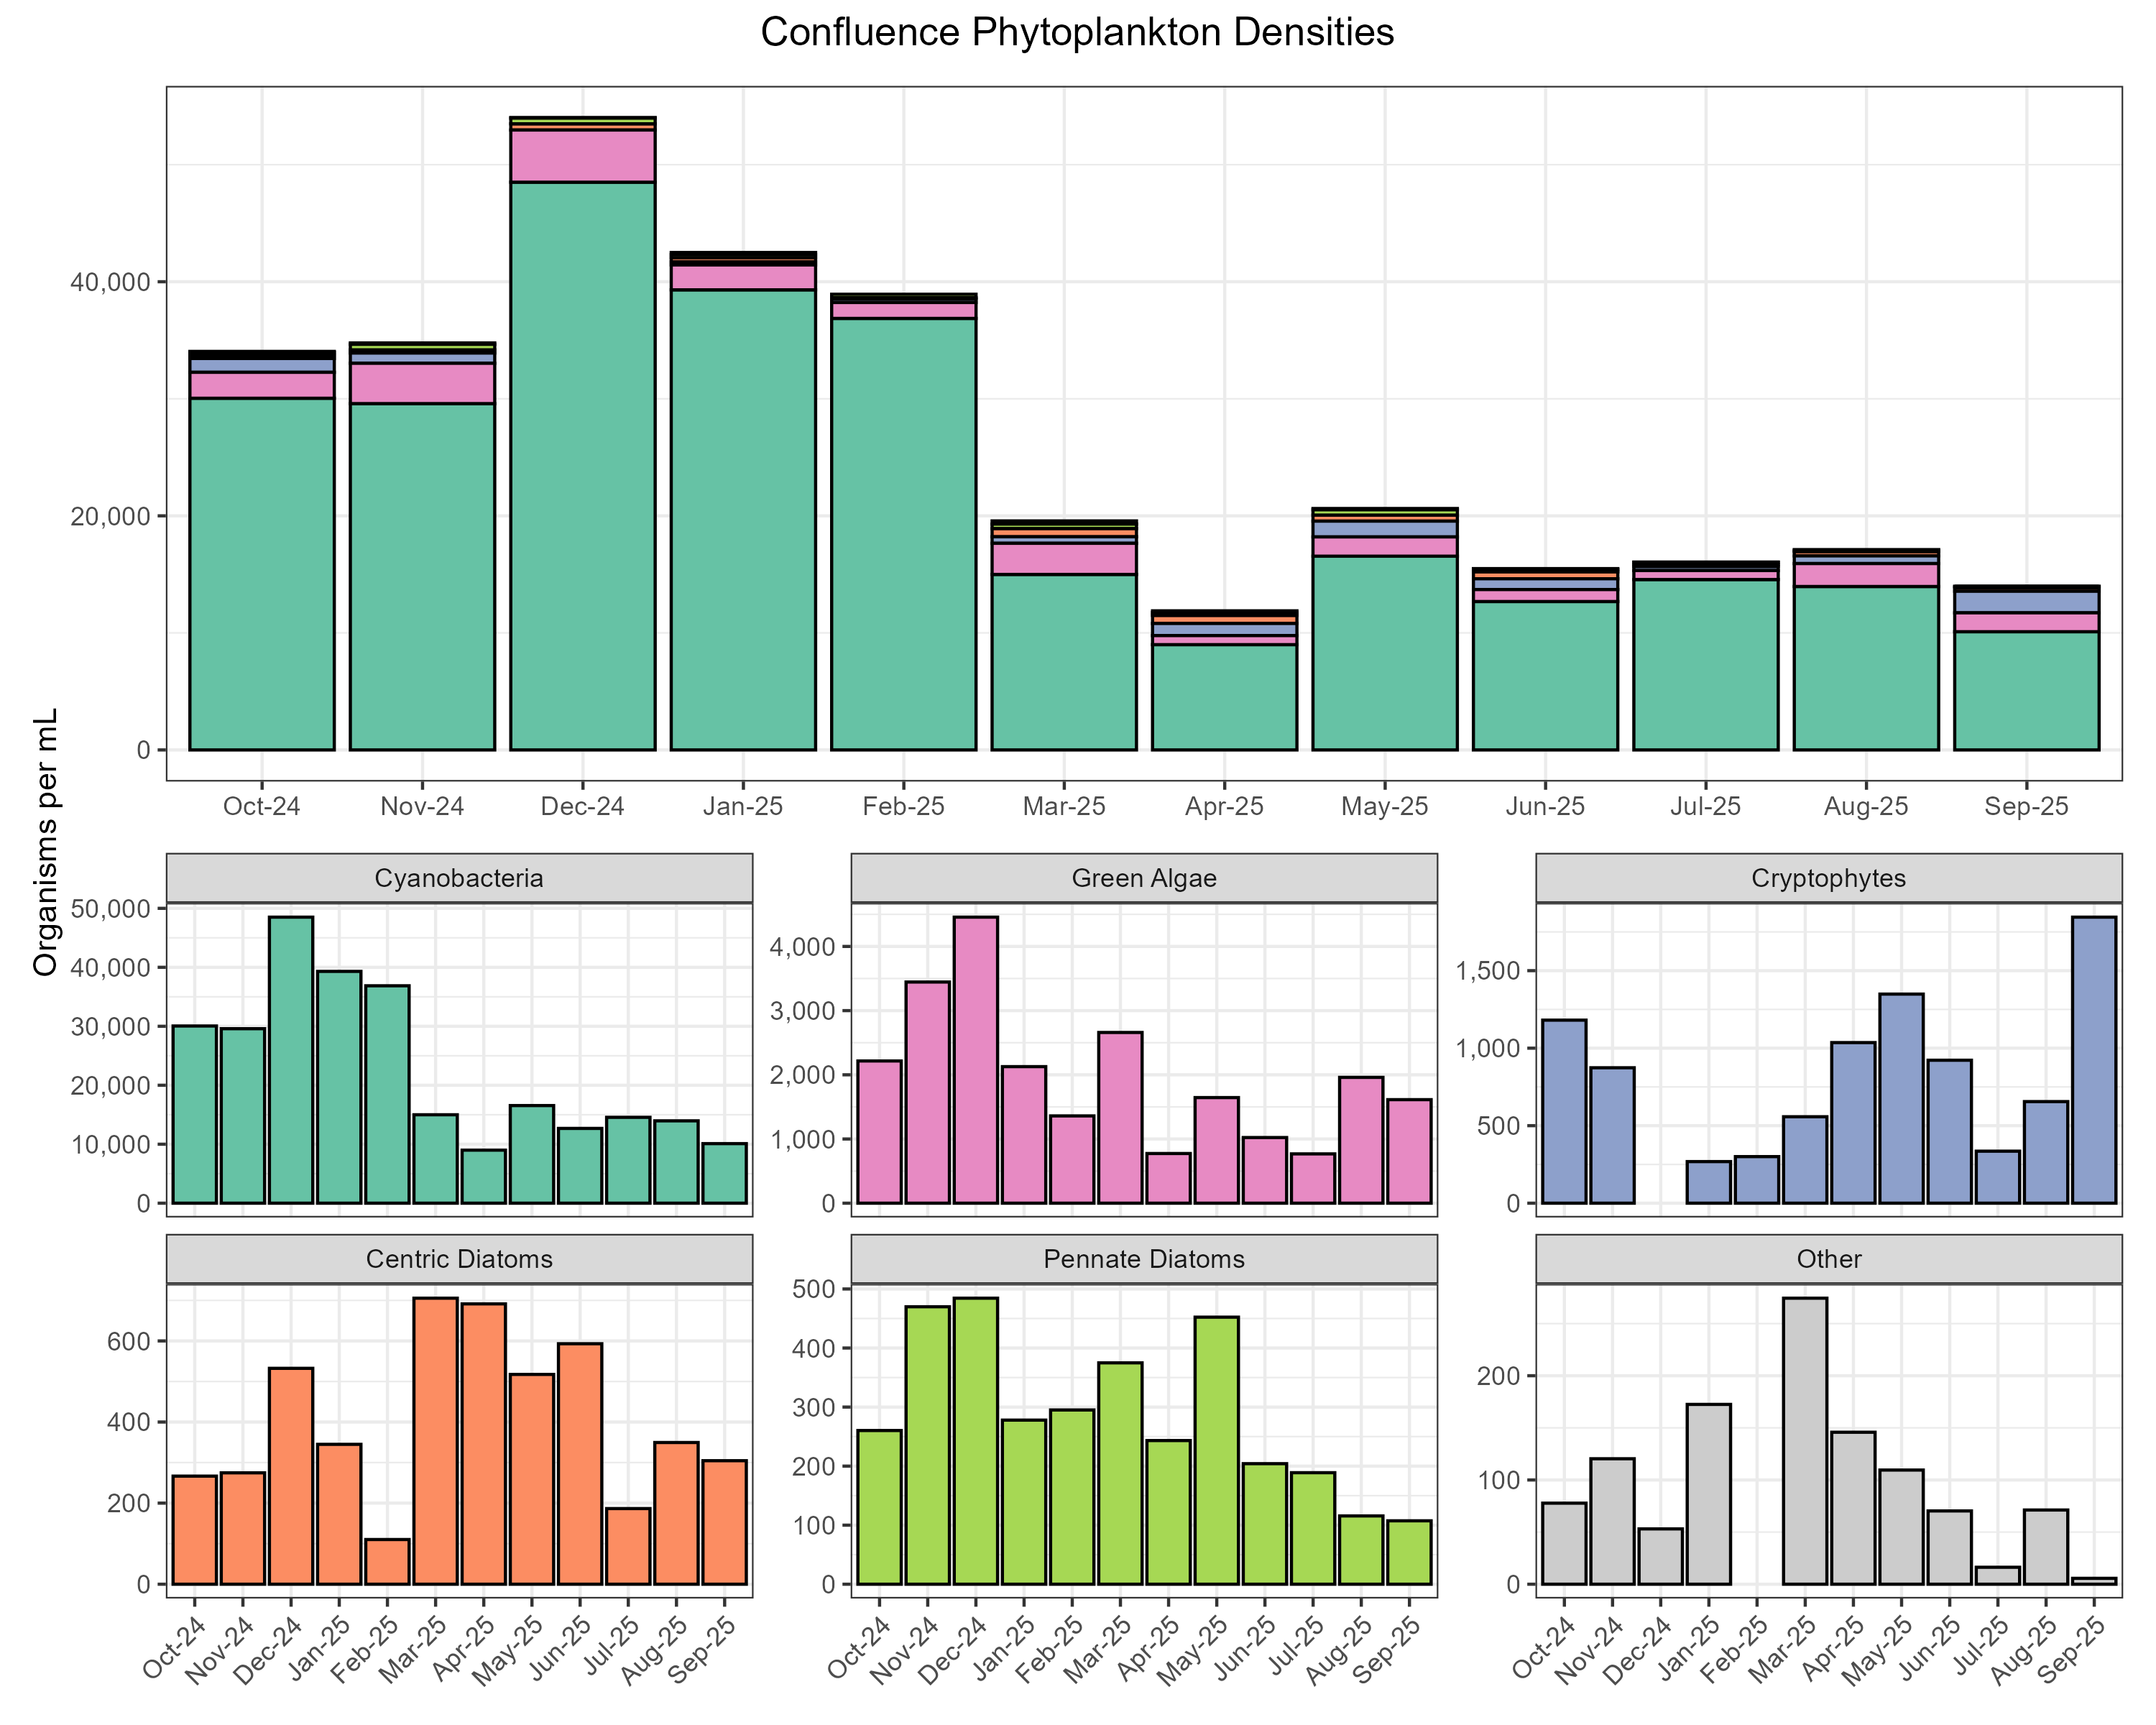 Confluence Phytoplankton Densities
Organisms per mL
40,000
20,000
0
Oct-24 Nov-24 Dec-24 Jan-25 Feb-25 Mar-25 Apr-25 May-25 Jun-25 Jul-25 Aug-25 Sep-25
Cyanobacteria
50,000
40,000
30,000
20,000
10,000
0
Green Algae
4,000
3,000
2,000
1,000
0
Cryptophytes
1,500
1,000
500
0
Centric Diatoms
600
400
200
0
Oct-24 Nov-24 Dec-24 Jan-25 Feb-25 Mar-25 Apr-25 May-25 Jun-25 Jul-25 Aug-25 Sep-25
Pennate Diatoms
500
400
300
200
100
0
Oct-24 Nov-24 Dec-24 Jan-25 Feb-25 Mar-25 Apr-25 May-25 Jun-25 Jul-25 Aug-25 Sep-25
Other
200
100
0
Oct-24 Nov-24 Dec-24 Jan-25 Feb-25 Mar-25 Apr-25 May-25 Jun-25 Jul-25 Aug-25 Sep-25